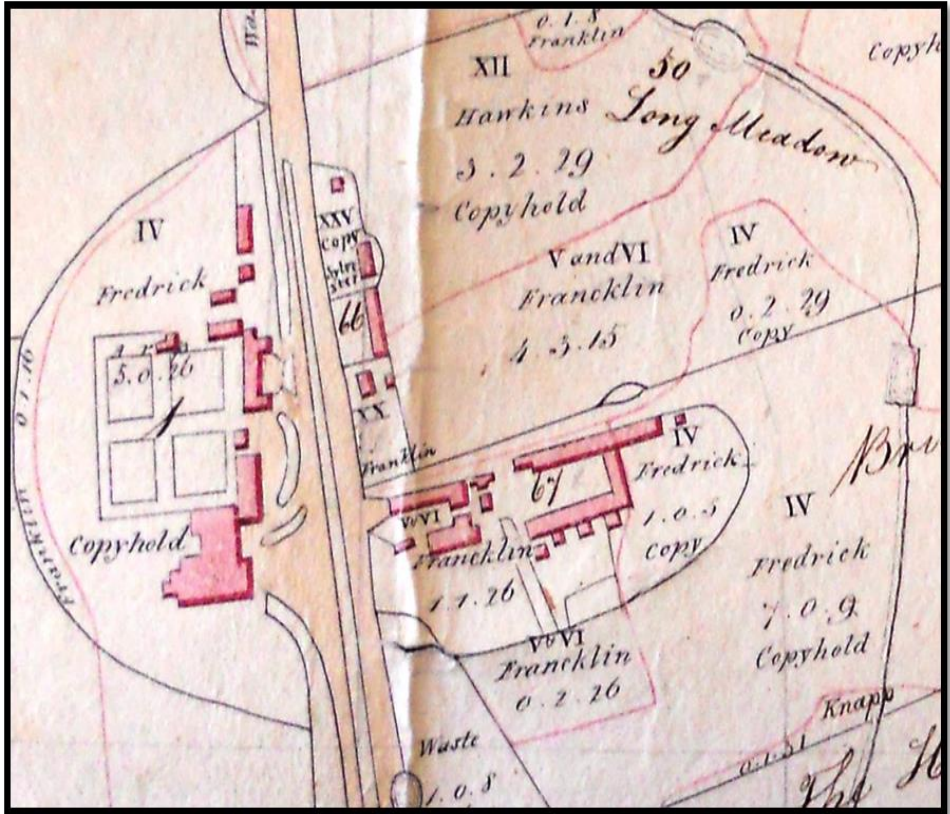 0.1.8
Francklin
XII
Hawkins
3.2.29
Copyhold
50
Long Meadow
IV
Fredrick
5.0.26
1
Copyhold
XXV
Copy
66
XX
V and VI
Francklin
4.3.15
IV
Fredrick
0.2.29
Copy
Franklin
67
IV
Fredrick
1.0.5
Copy
V & VI
Francklin
1.1.26
V & VI
Francklin
0.2.26
IV
Fredrick
7.0.9
Copyhold
Knapp
0.1.31
Waste
1.0.8
Bri
The H